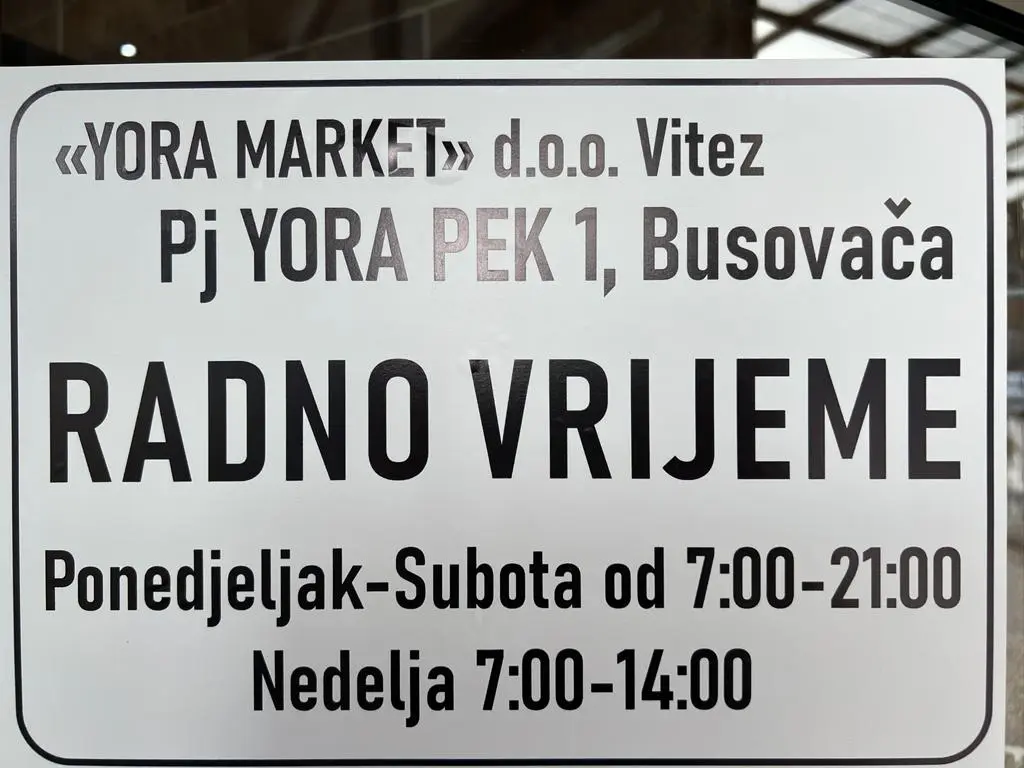 «YORA MARKET» d.o.o. Vitez
Pj YORA PEK 1, Busovača
RADNO VRIJEME
Ponedjeljak-Subota od 7:00-21:00
Nedelja 7:00-14:00